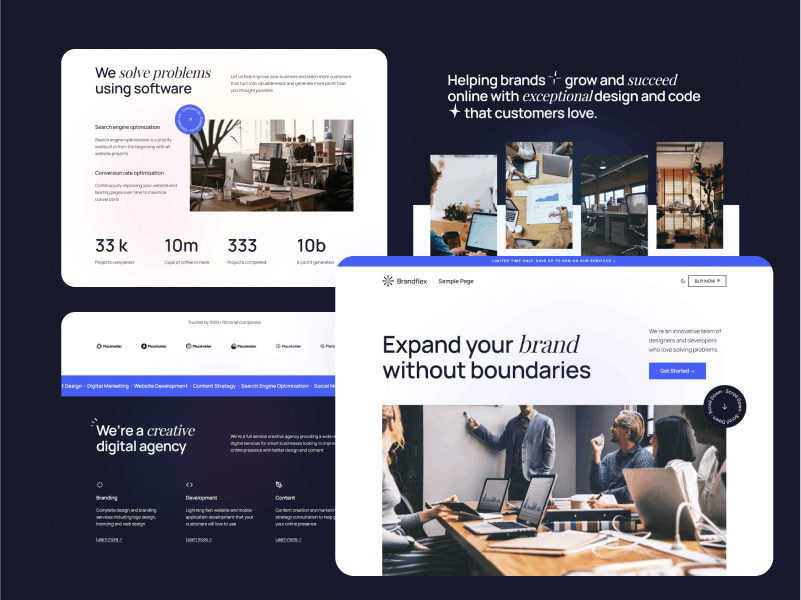 We solve problems
using software
Let us help improve your business and reach more customers
that turn into valuable leads and generate more profit than
you thought possible
Search engine optimization
Search engine optimization is a priority
and built in from the beginning with all
website projects
Conversion rate optimization
Continuously improving your website and
landing pages over time to maximize
conversions
33 k
Projects completed
10m
Cups of coffee or more
333
Projects completed
10b
In profit generated
Helping brands grow and succeed
online with exceptional design and code
that customers love.
Trusted by 1000+ fictional companies
Placeholder
Placeholder
Placeholder
Placeholder
Placeholder
Design · Digital Marketing · Website Development · Content Strategy · Search Engine Optimization · Social
We're a creative
digital agency
We're a full service creative agency providing a wide
digital services for smart businesses looking to
online presence with better design and content
Branding
Complete design and branding
services including logo design,
branding and web design
Learn more ↗
Development
Lightning fast website and mobile
application development that your
customers will love to use
Learn more ↗
Content
Content creation and
strategy consultation to help
your online presence
Learn more ↗
LIMITED TIME ONLY, SAVE UP TO 50% ON OUR SERVICES →
Brandflex
Sample Page
BUY NOW ↗
Expand your brand
without boundaries
We're an innovative team of
designers and developers
who love solving problems
Get Started →
Scroll Down · Scroll Down · Scroll Down